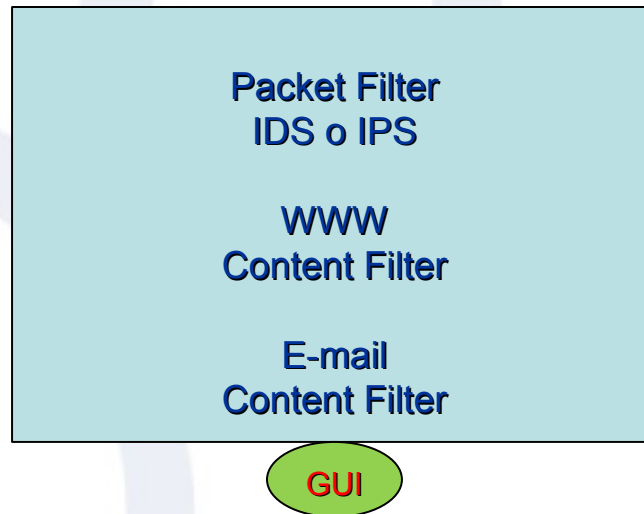 Packet Filter
IDS o IPS
WWW
Content Filter
E-mail
Content Filter
GUI